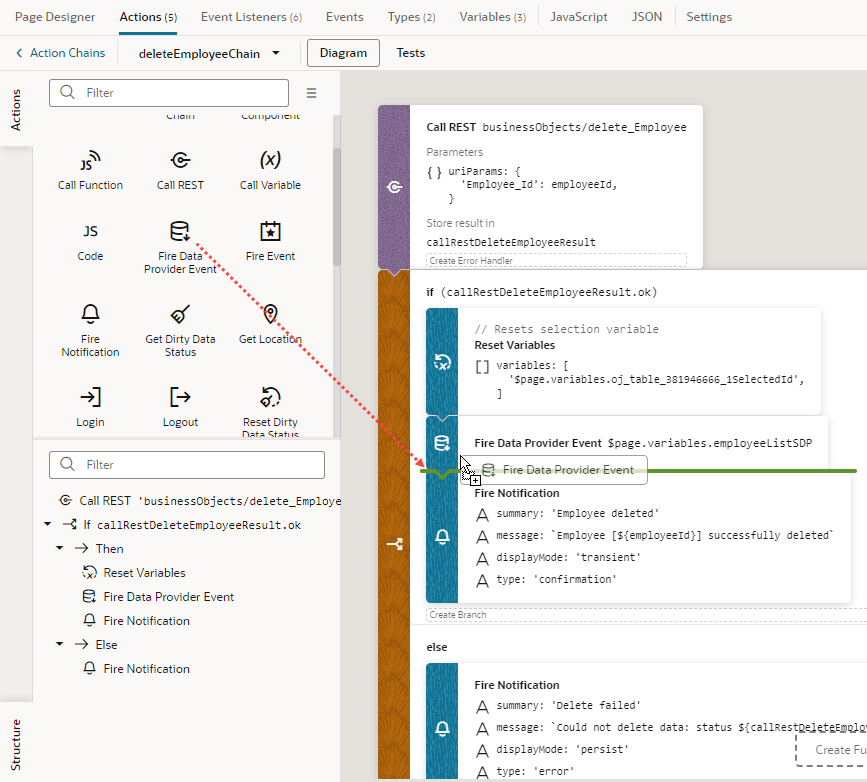 Page Designer
Actions (5)
Event Listeners (6)
Events
Types (2)
Variables (3)
JavaScript
JSON
Settings
Action Chains
deleteEmployeeChain
Diagram
Tests
Actions
Filter
Chain
Component
Call Function
Call REST
Call Variable
JS
Code
Fire Data
Provider Event
Fire Event
Fire
Notification
Get Dirty Data
Status
Get Location
Login
Logout
Reset Dirty
Data Status
Filter
Call REST 'businessObjects/delete_Employe
If callRestDeleteEmployeeResult.ok
Then
Reset Variables
Fire Data Provider Event
Fire Notification
Else
Fire Notification
Structure
Call REST businessObjects/delete_Employee
Parameters
{ } uriParams: {
'Employee_Id': employeeId,
}
Store result in
callRestDeleteEmployeeResult
Create Error Handler
if (callRestDeleteEmployeeResult.ok)
// Resets selection variable
Reset Variables
[ ] variables: [
'$page.variables.oj_table_381946666_1SelectedId',
]
Fire Data Provider Event $page.variables.employeeListSDP
Fire Data Provider Event
Fire Notification
A summary: 'Employee deleted'
A message: `Employee [${employeeId}] successfully deleted`
A displayMode: 'transient'
A type: 'confirmation'
Create Branch
else
Fire Notification
A summary: 'Delete failed'
A message: `Could not delete data: status ${callRestDeleteEmploy
A displayMode: 'persist'
A type: 'error'
Create Fu